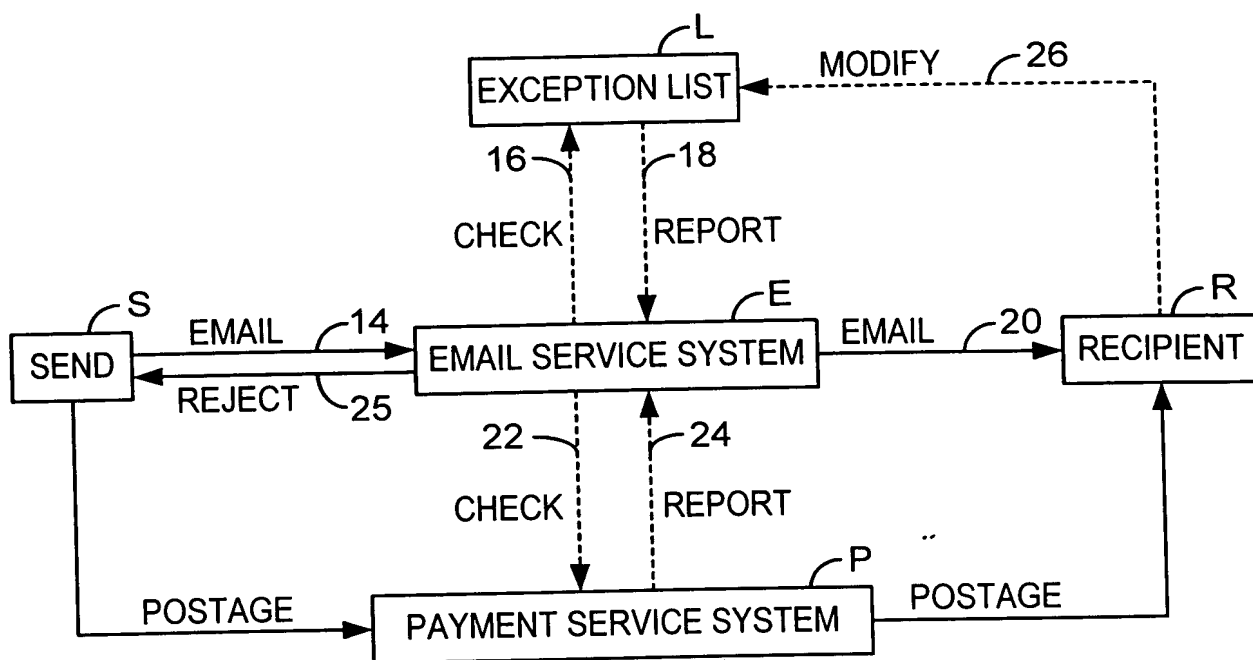 L
EXCEPTION LIST
MODIFY
26
16
18
CHECK
REPORT
S
E
R
EMAIL
14
EMAIL
20
SEND
EMAIL SERVICE SYSTEM
RECIPIENT
REJECT
25
22
24
CHECK
REPORT
P
POSTAGE
PAYMENT SERVICE SYSTEM
POSTAGE